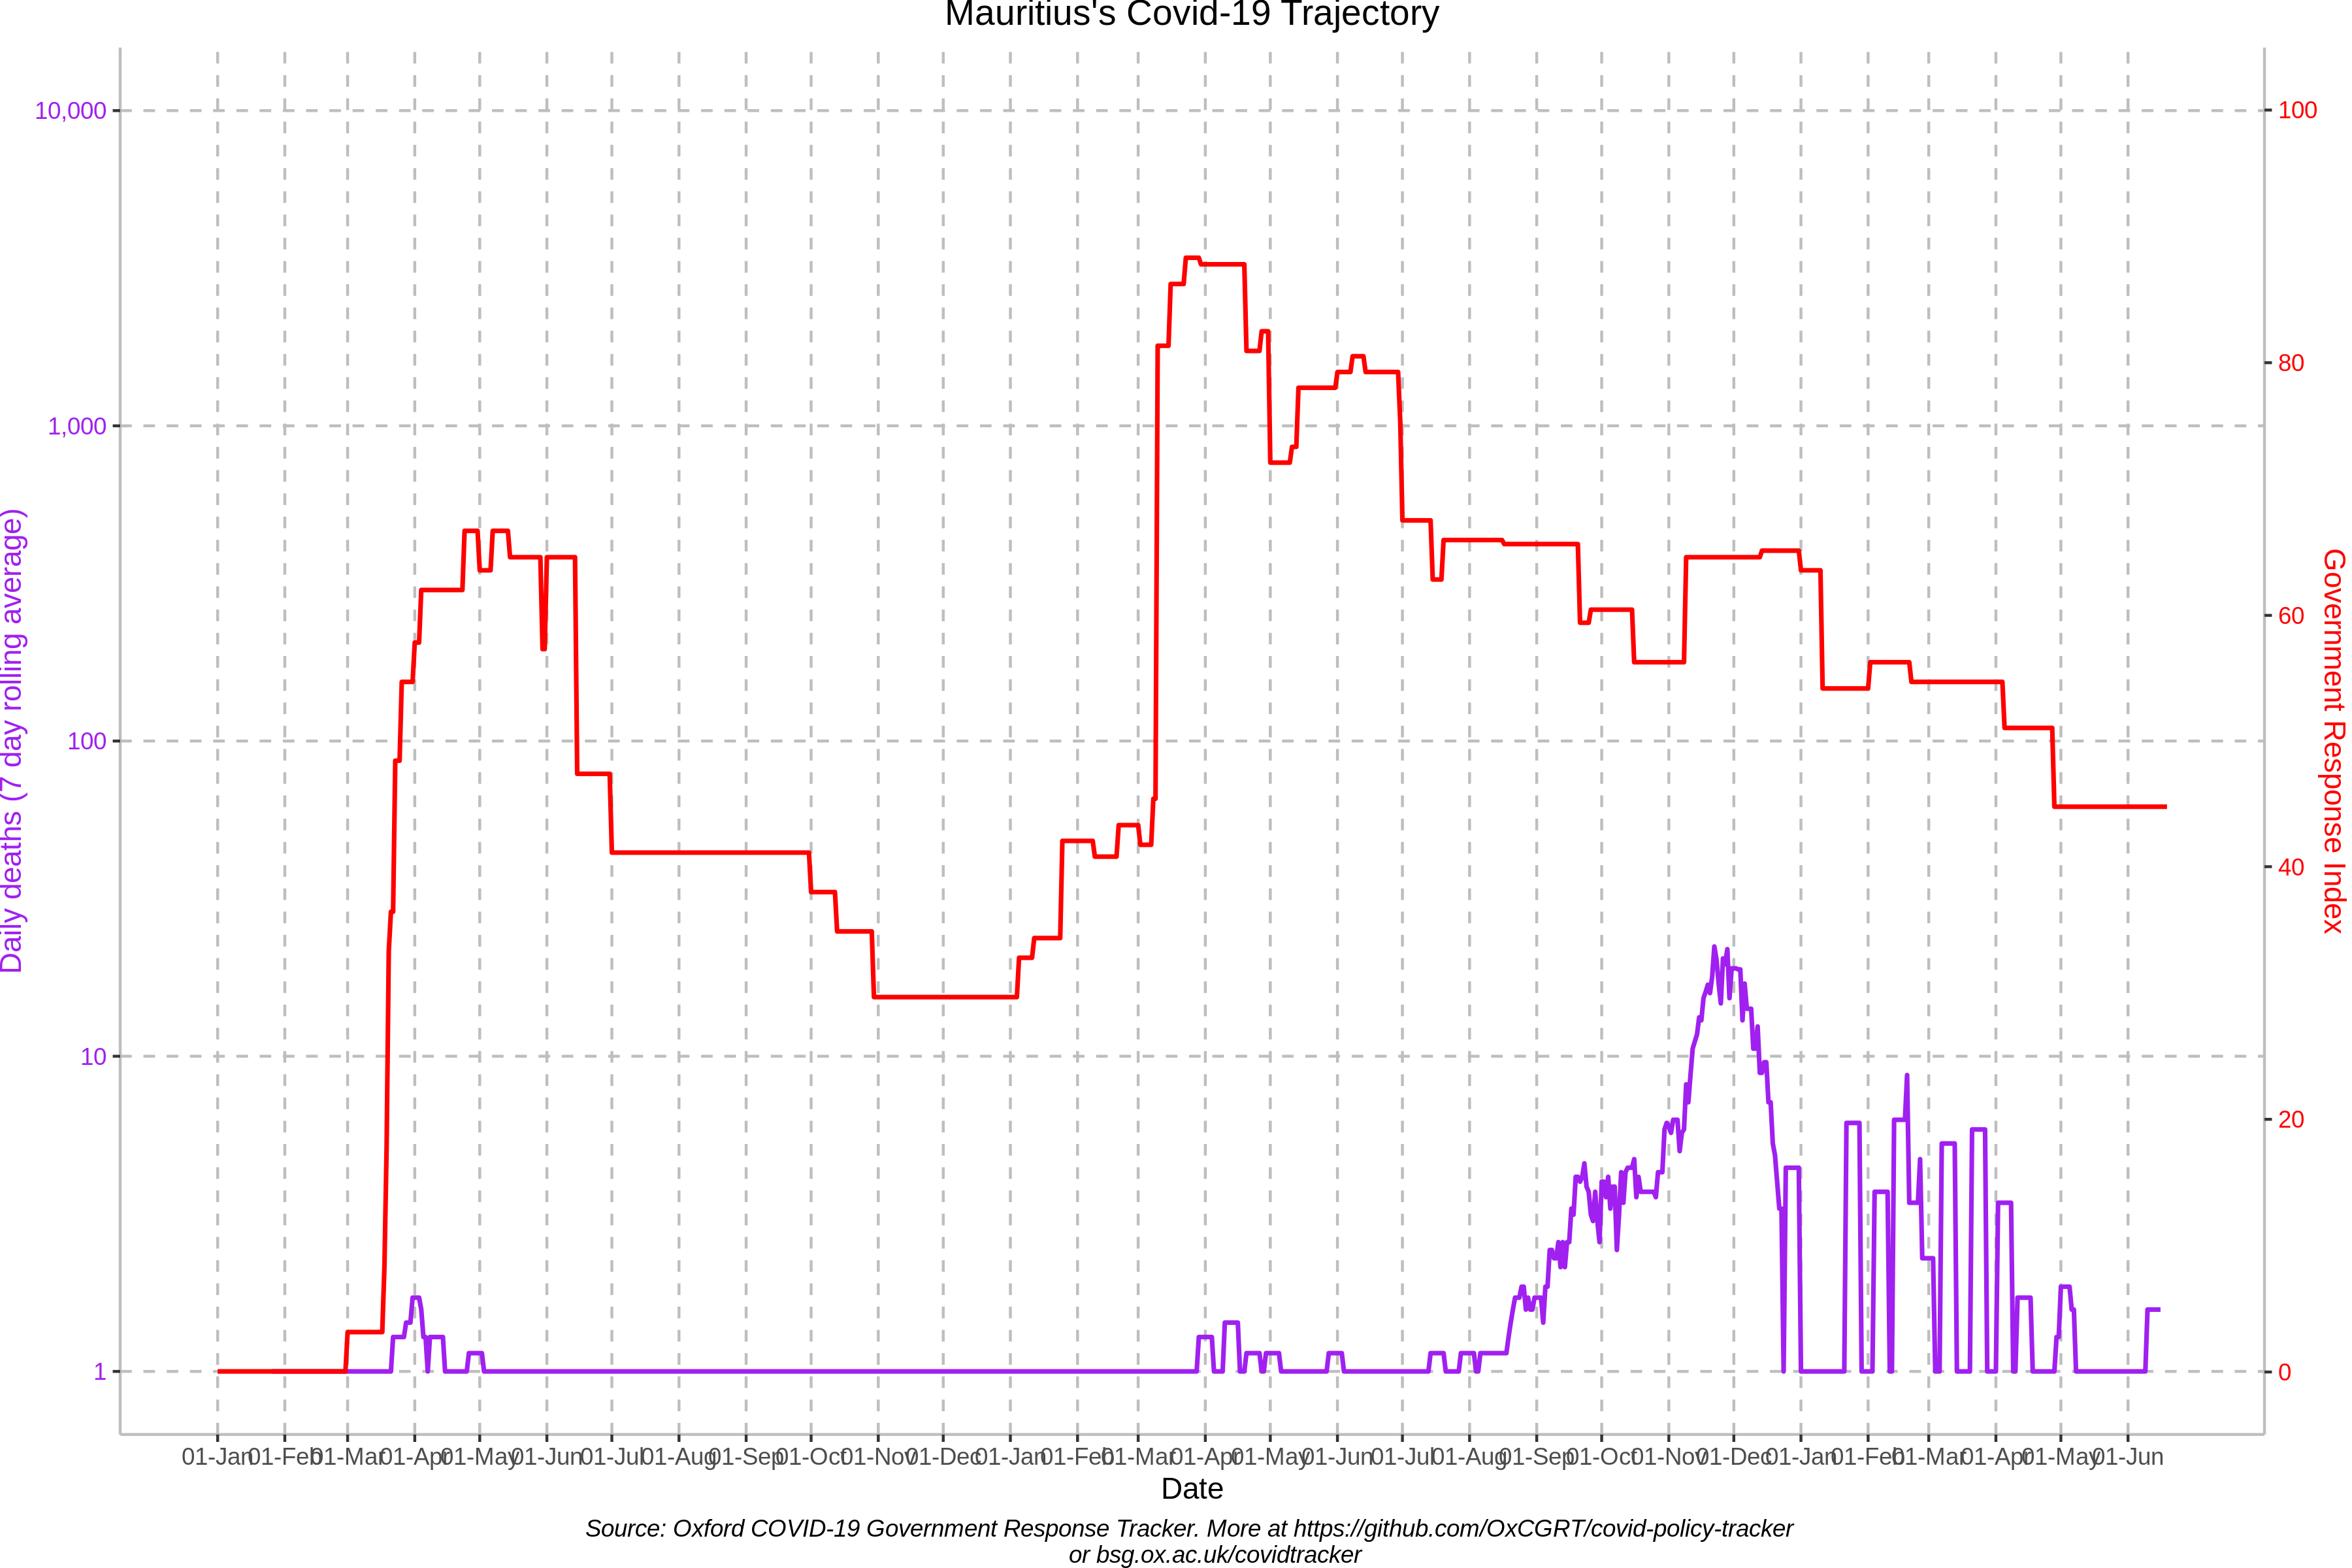 Mauritius's Covid-19 Trajectory
10,000
1,000
100
10
1
Daily deaths (7 day rolling average)
100
80
60
40
20
0
Government Response Index
01-Jan 01-Feb 01-Mar 01-Apr 01-May 01-Jun 01-Jul 01-Aug 01-Sep 01-Oct 01-Nov 01-Dec 01-Jan 01-Feb 01-Mar 01-Apr 01-May 01-Jun 01-Jul 01-Aug 01-Sep 01-Oct 01-Nov 01-Dec 01-Jan 01-Feb 01-Mar 01-Apr 01-May 01-Jun
Date
Source: Oxford COVID-19 Government Response Tracker. More at https://github.com/OxCGRT/covid-policy-tracker
or bsg.ox.ac.uk/covidtracker